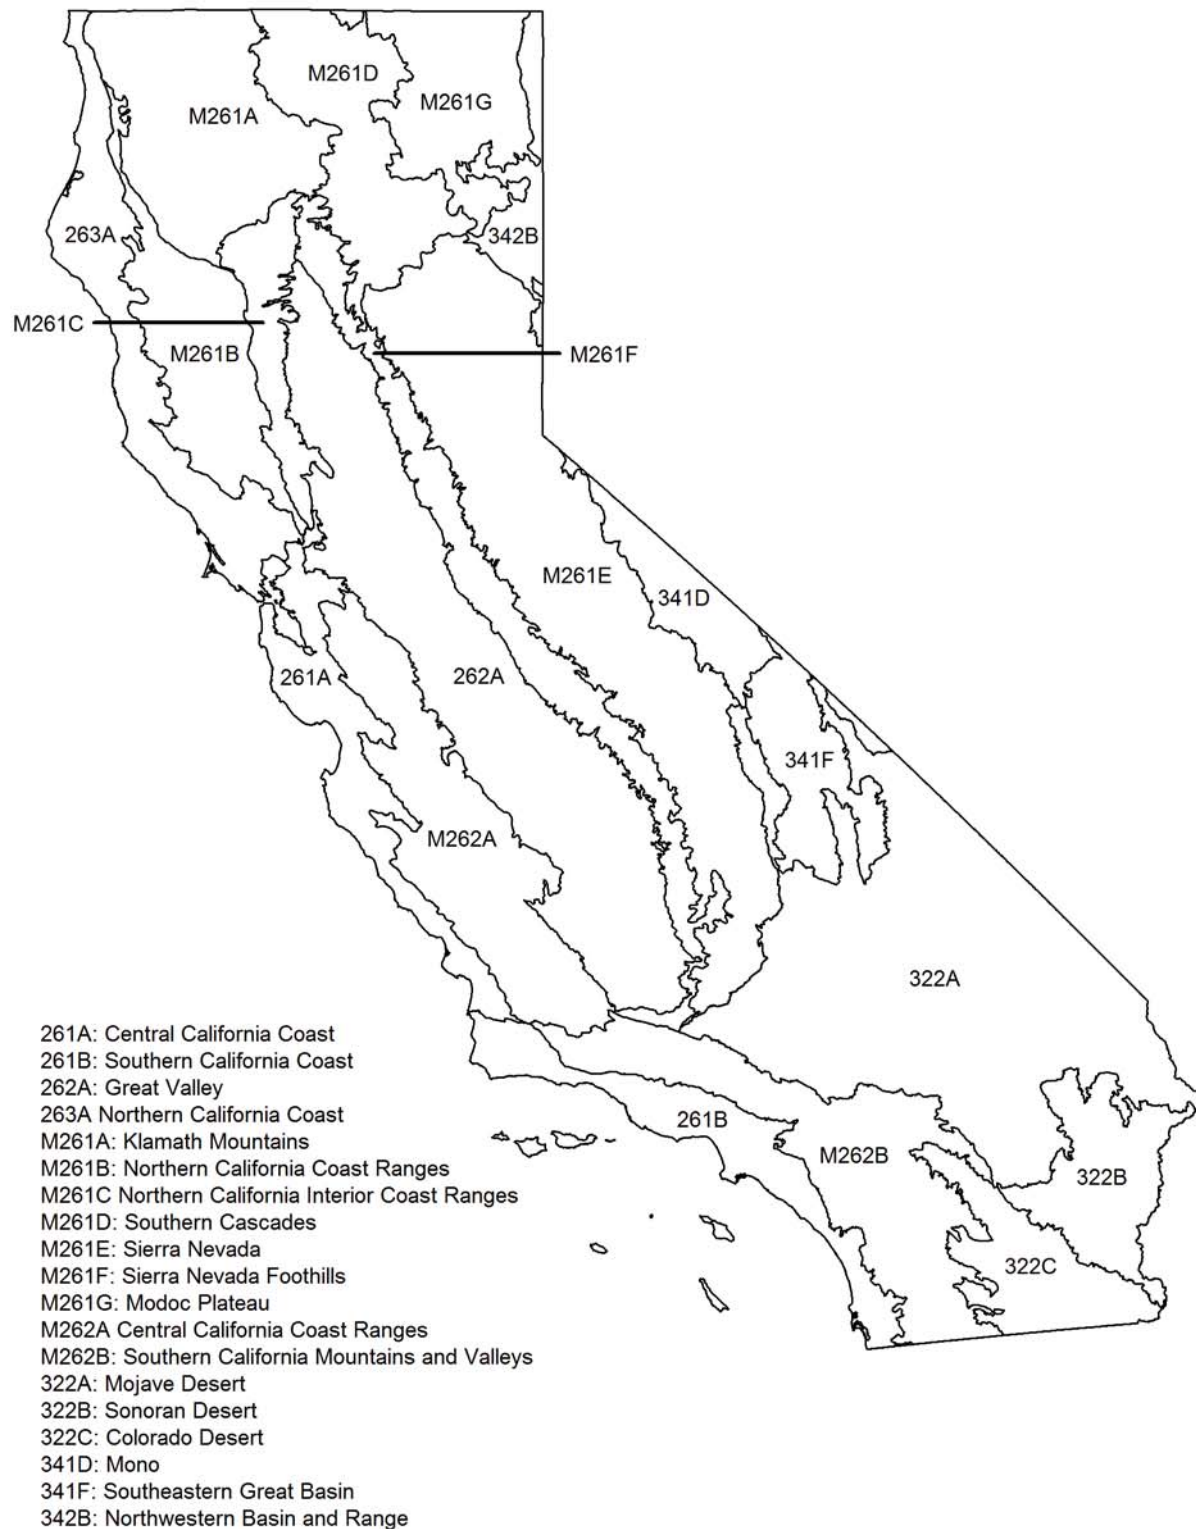 M261D
M261G
M261A
263A
342B
M261C
M261B
M261F
M261E
341D
261A
262A
341F
M262A
322A
261B
M262B
322B
322C
261A: Central California Coast
261B: Southern California Coast
262A: Great Valley
263A Northern California Coast
M261A: Klamath Mountains
M261B: Northern California Coast Ranges
M261C Northern California Interior Coast Ranges
M261D: Southern Cascades
M261E: Sierra Nevada
M261F: Sierra Nevada Foothills
M261G: Modoc Plateau
M262A Central California Coast Ranges
M262B: Southern California Mountains and Valleys
322A: Mojave Desert
322B: Sonoran Desert
322C: Colorado Desert
341D: Mono
341F: Southeastern Great Basin
342B: Northwestern Basin and Range